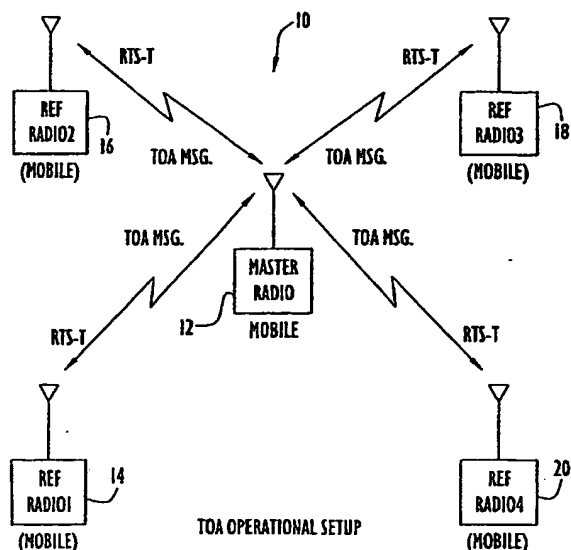 10
RTS-T
RTS-T
REF
RADIO2
16
(MOBILE)
REF
RADIO3
18
(MOBILE)
TOA MSG.
TOA MSG.
TOA MSG.
TOA MSG.
MASTER
RADIO
12
MOBILE
RTS-T
RTS-T
REF
RADIO1
14
(MOBILE)
REF
RADIO4
20
(MOBILE)
TOA OPERATIONAL SETUP